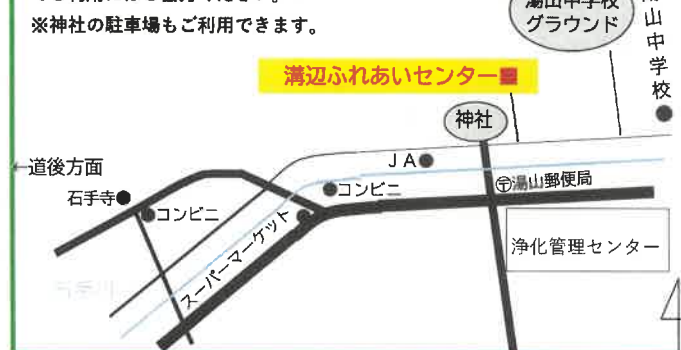 ※神社の駐車場もご利用できます。
湯山中学校
グラウンド
湯山中学校
溝辺ふれあいセンター
神社
←道後方面
JA
石手寺
コンビニ
コンビニ
〒湯山郵便局
スーパーマーケット
浄化管理センター